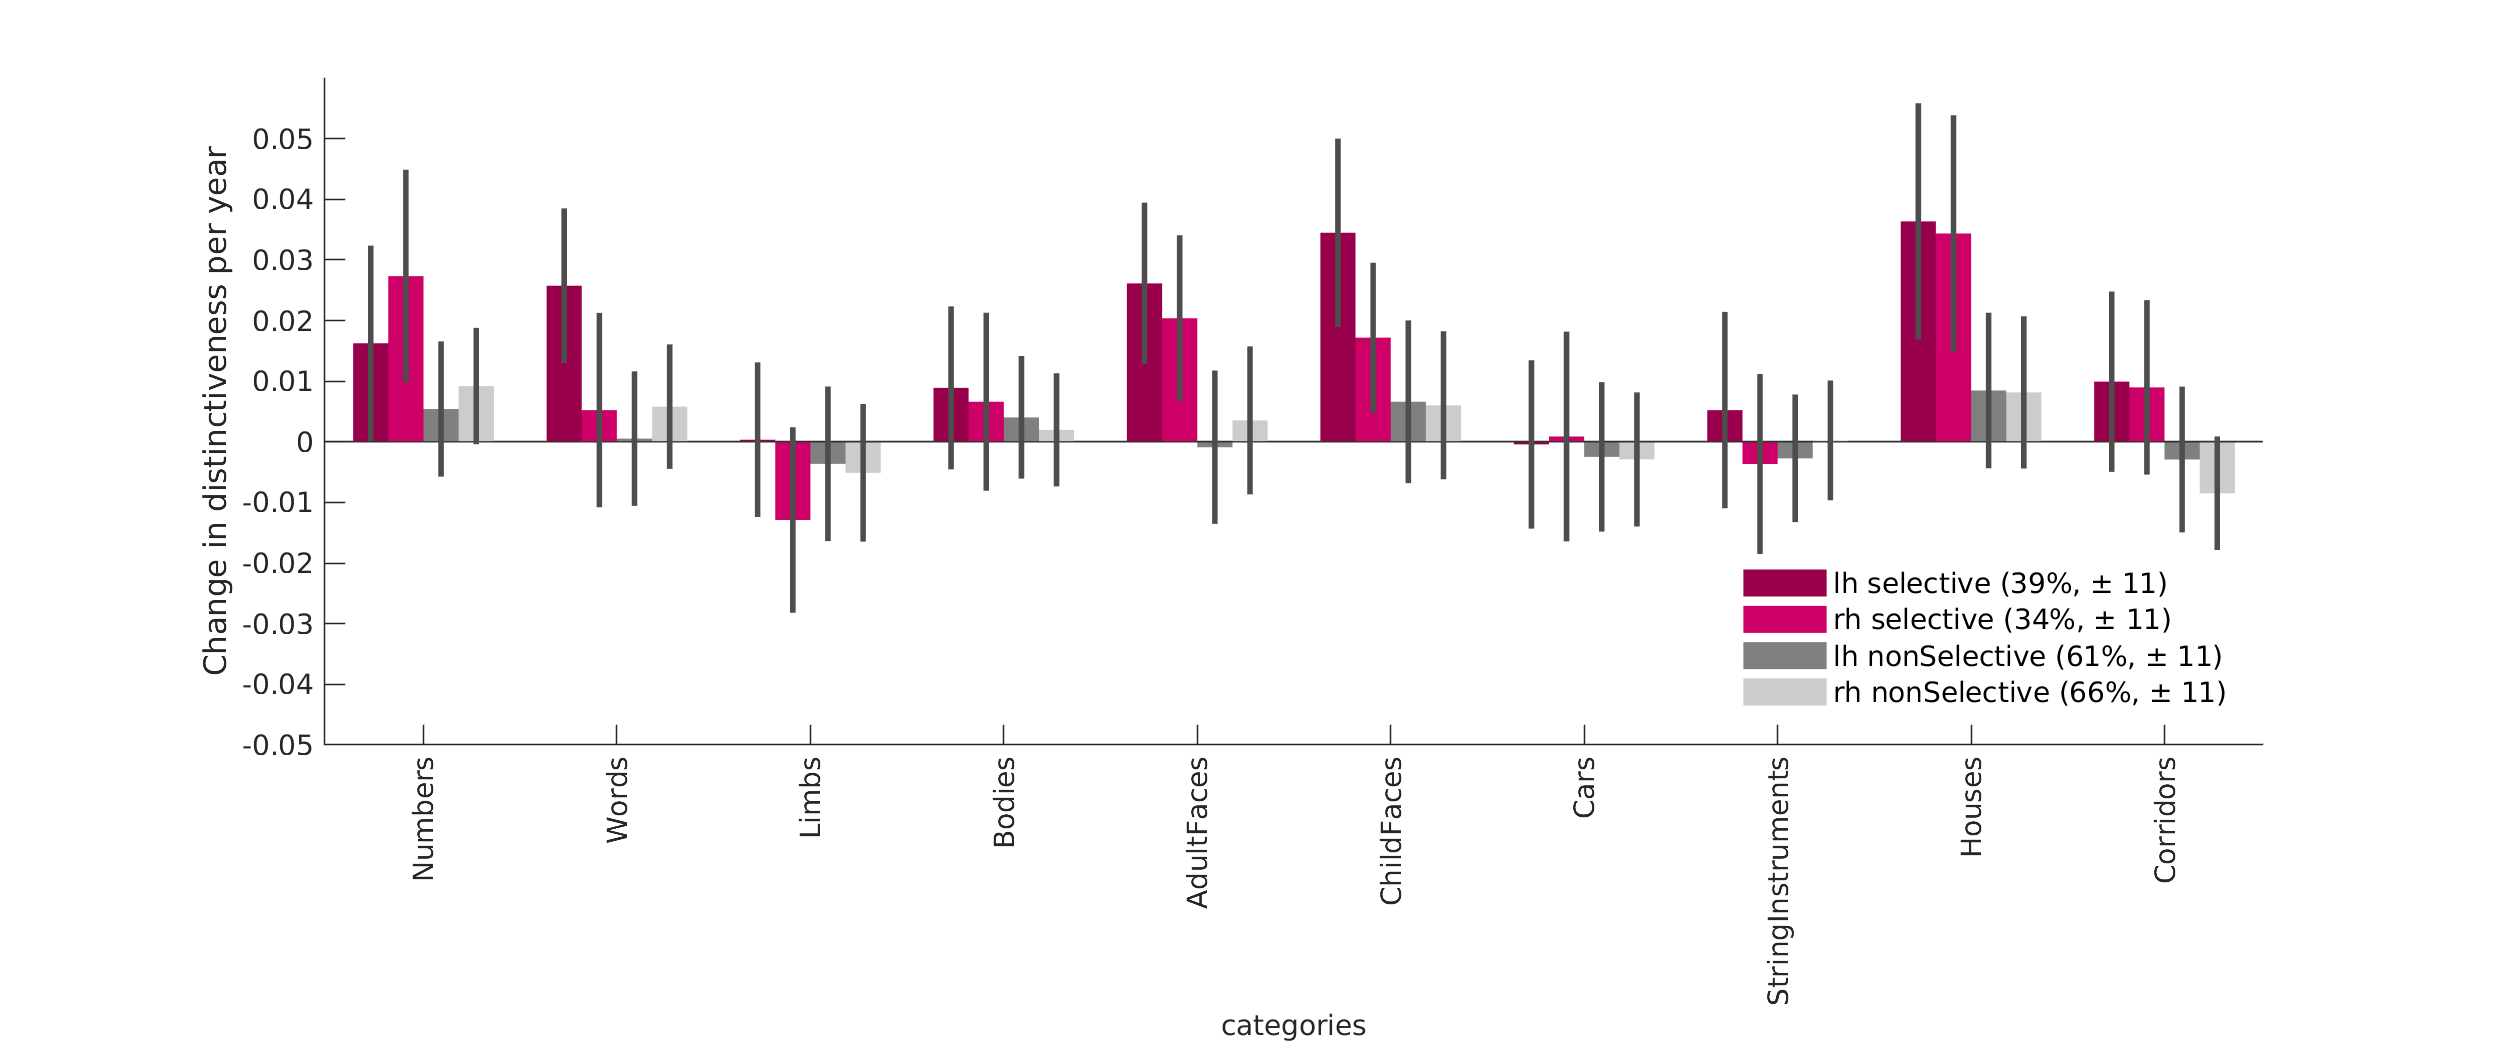 Change in distinctiveness per year
0.05
0.04
0.03
0.02
0.01
0
-0.01
-0.02
-0.03
-0.04
-0.05
lh selective (39%, ± 11)
rh selective (34%, ± 11)
lh nonSelective (61%, ± 11)
rh nonSelective (66%, ± 11)
Numbers
Words
Limbs
Bodies
AdultFaces
ChildFaces
Cars
StringInstruments
Houses
Corridors
categories